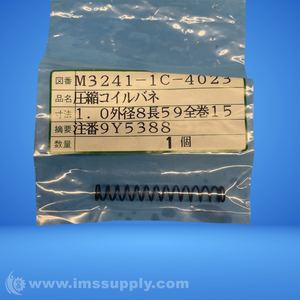 図番 M3241-1C-4023
品名 圧縮コイルバネ
寸法 1.0外径8長59全巻15
摘要 注番9Y5388
数量 1個
www.imssupply.com